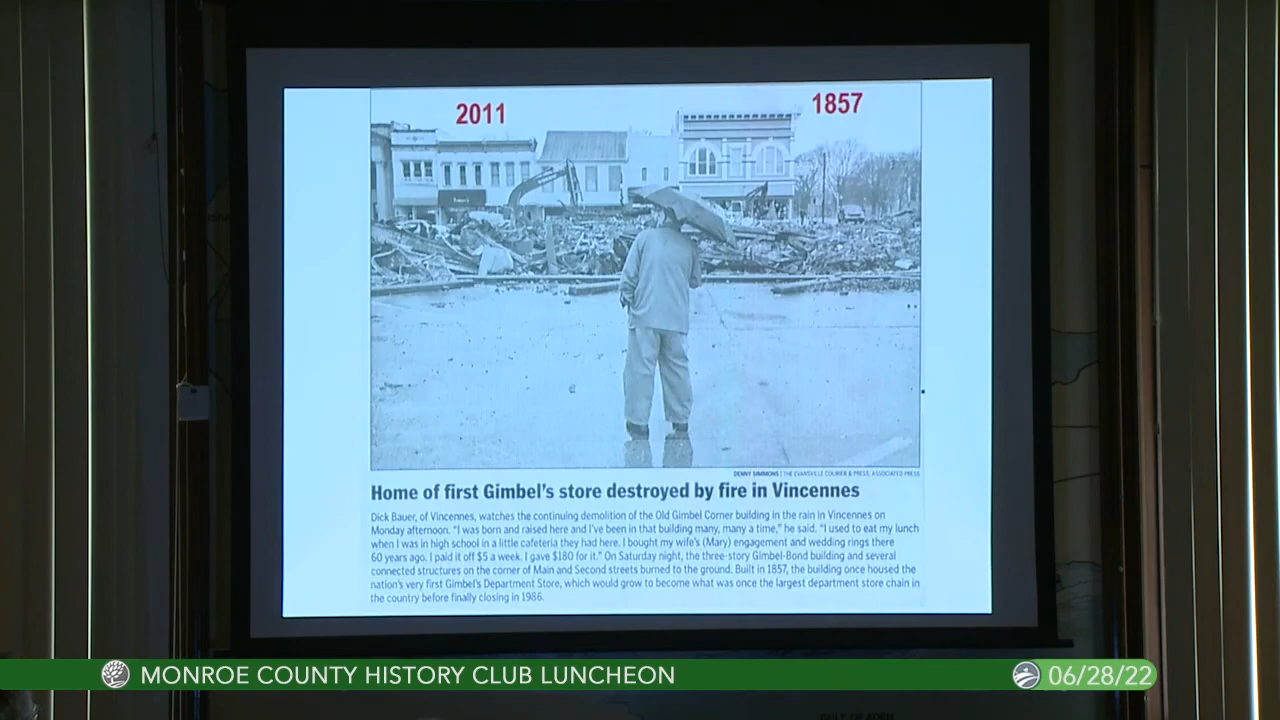 2011
1857
DENNY SIMMONS | THE EVANSVILLE COURIER & PRESS, ASSOCIATED PRESS
Home of first Gimbel's store destroyed by fire in Vincennes
Dick Bauer, of Vincennes, watches the continuing demolition of the Old Gimbel Corner building in the rain in Vincennes on
Monday afternoon. "I was born and raised here and I've been in that building many, many a time," he said. "I used to eat my lunch
when I was in high school in a little cafeteria they had here. I bought my wife's (Mary) engagement and wedding rings there
60 years ago. I paid it off $5 a week. I gave $180 for it." On Saturday night, the three-story Gimbel-Bond building and several
connected structures on the corner of Main and Second streets burned to the ground. Built in 1857, the building once housed the
nation's very first Gimbel's Department Store, which would grow to become what was once the largest department store chain in
the country before finally closing in 1986.
MONROE COUNTY HISTORY CLUB LUNCHEON
06/28/22